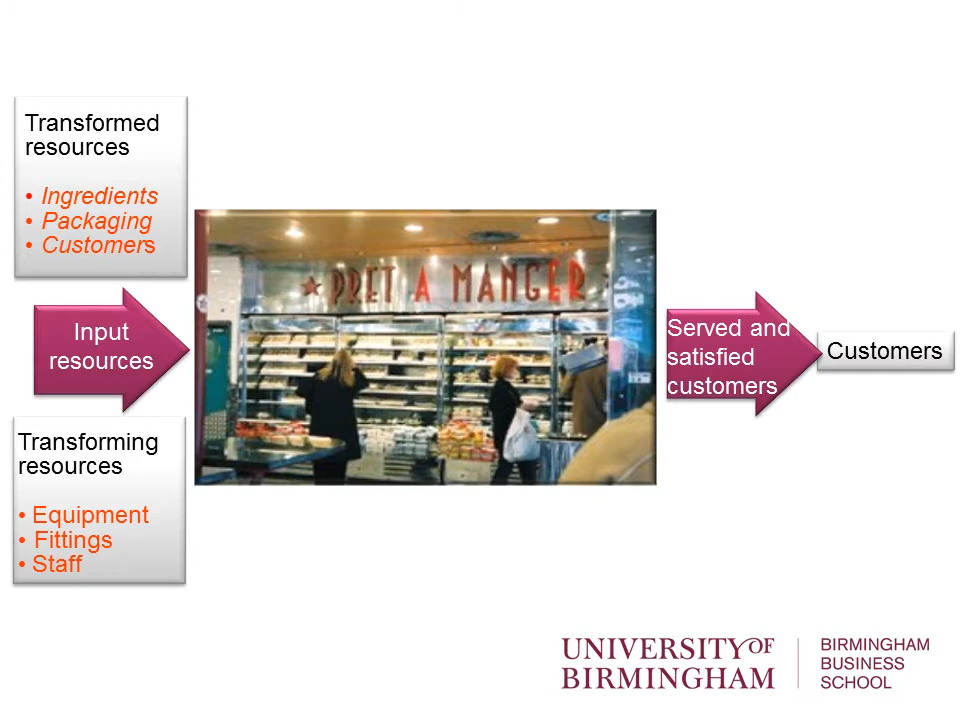 Transformed
resources
• Ingredients
• Packaging
• Customers
Input
resources
Transforming
resources
• Equipment
• Fittings
• Staff
PRET A MANGER
Served and
satisfied
customers
Customers
UNIVERSITY OF
BIRMINGHAM
BIRMINGHAM
BUSINESS
SCHOOL